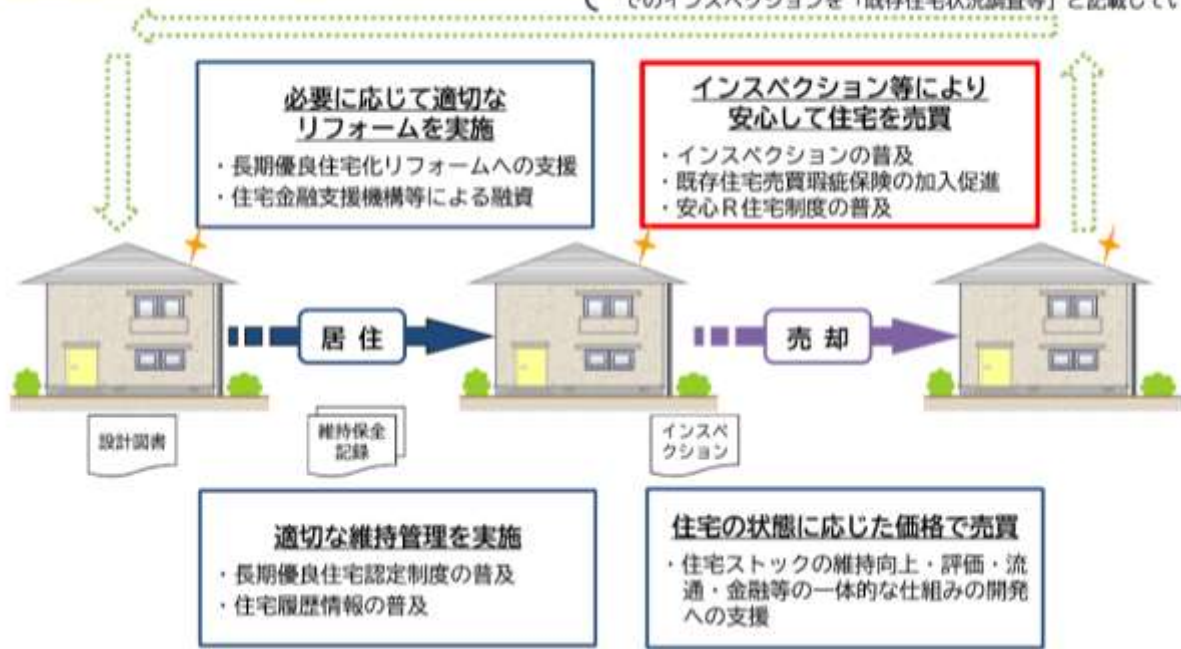 でのインスペクションを「既存住宅状況調査等」と記載してい
必要に応じて適切な
リフォームを実施
・長期優良住宅化リフォームへの支援
・住宅金融支援機構等による融資
インスペクション等により
安心して住宅を売買
・インスペクションの普及
・既存住宅売買瑕疵保険の加入促進
・安心R住宅制度の普及
居住
売却
設計図書
維持保全
記録
インスペ
クション
適切な維持管理を実施
・長期優良住宅認定制度の普及
・住宅履歴情報の普及
住宅の状態に応じた価格で売買
・住宅ストックの維持向上・評価・流
通・金融等の一体的な仕組みの開発
への支援